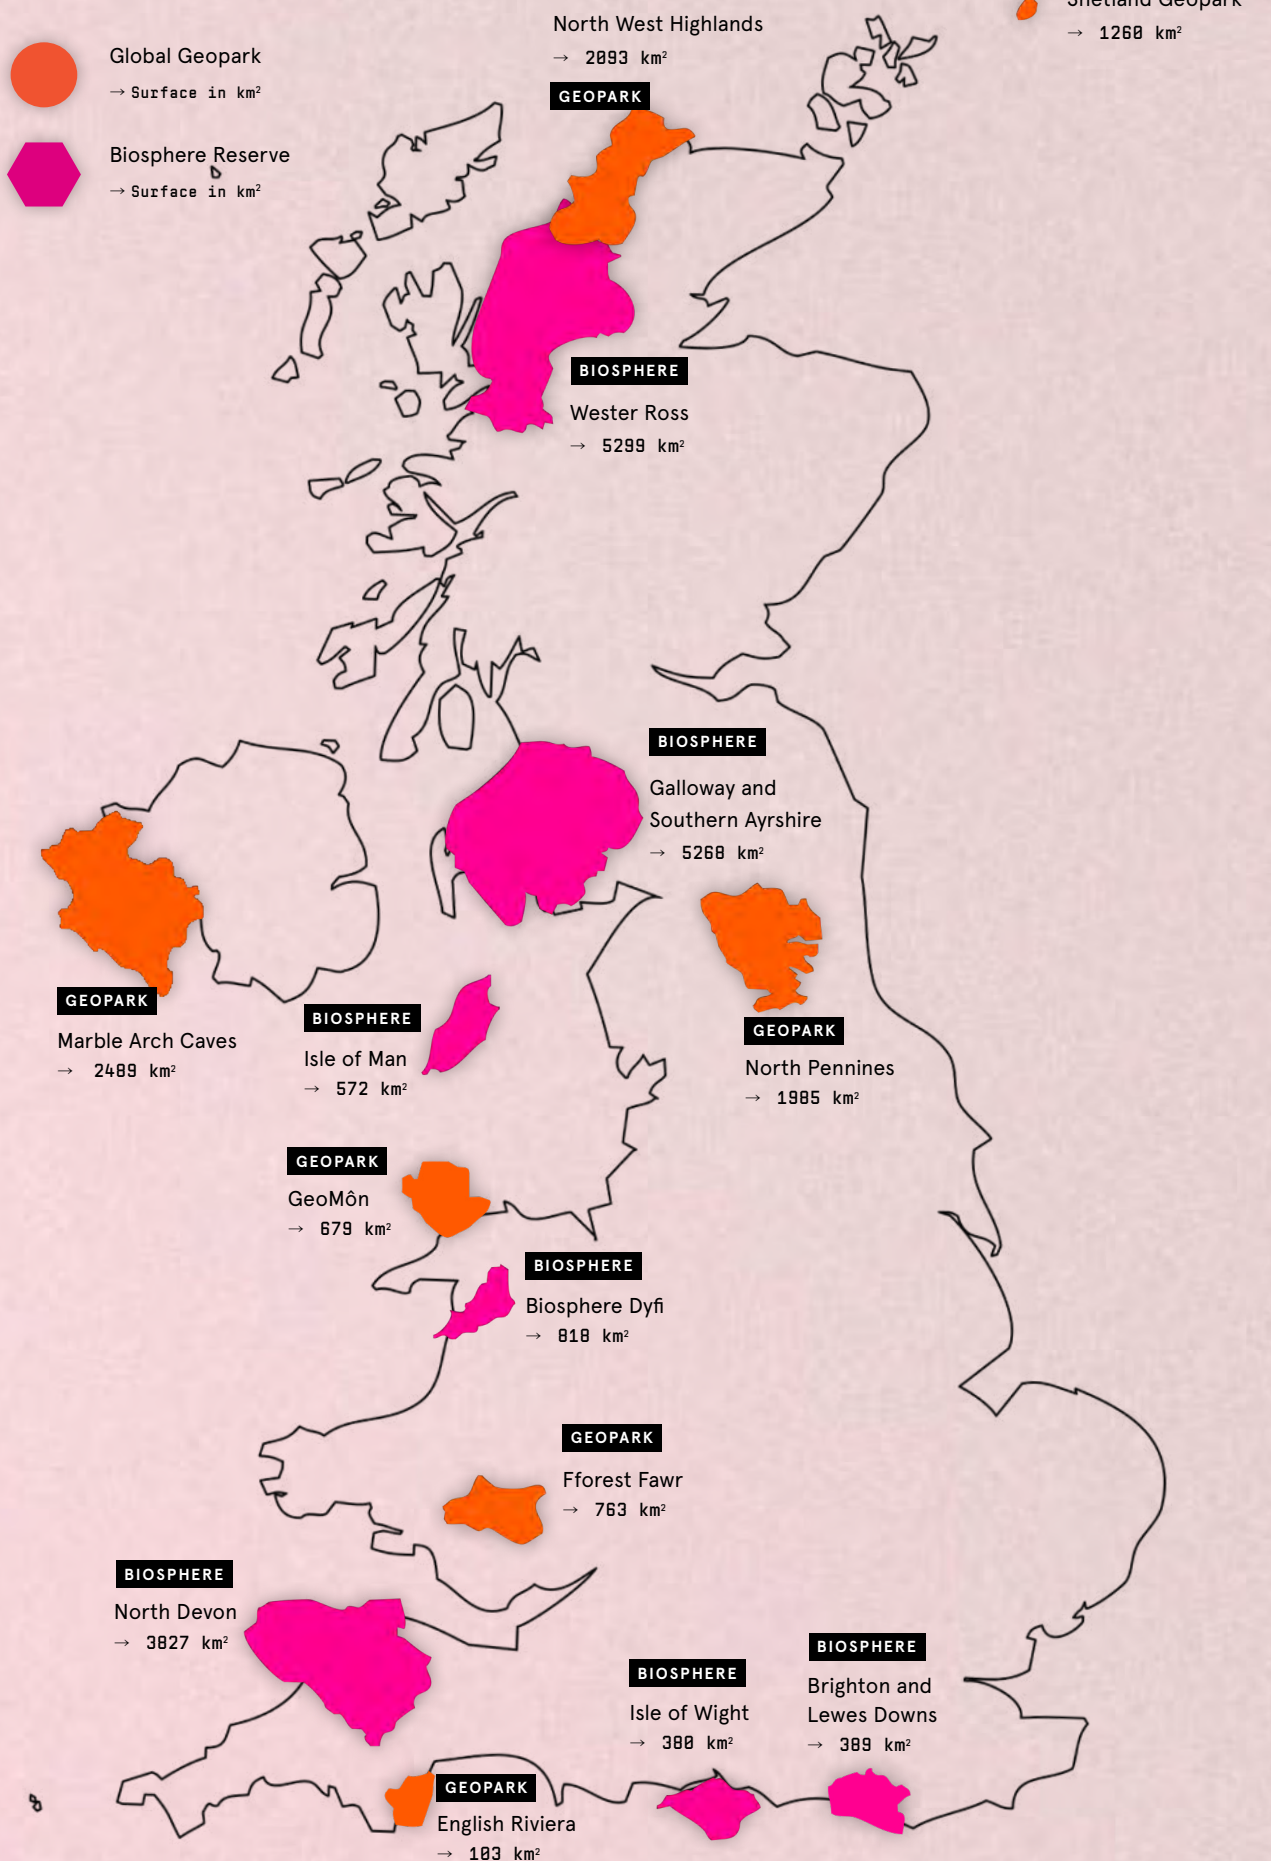 Shetland Geopark
→ 1260 km²
North West Highlands
→ 2093 km²
GEOPARK
Global Geopark
→ Surface in km²
Biosphere Reserve
→ Surface in km²
BIOSPHERE
Wester Ross
→ 5299 km²
BIOSPHERE
Galloway and
Southern Ayrshire
→ 5268 km²
GEOPARK
Marble Arch Caves
→ 2489 km²
BIOSPHERE
Isle of Man
→ 572 km²
GEOPARK
North Pennines
→ 1985 km²
GEOPARK
GeoMôn
→ 679 km²
BIOSPHERE
Biosphere Dyfi
→ 818 km²
GEOPARK
Fforest Fawr
→ 763 km²
BIOSPHERE
North Devon
→ 3827 km²
BIOSPHERE
Isle of Wight
→ 380 km²
BIOSPHERE
Brighton and
Lewes Downs
→ 389 km²
GEOPARK
English Riviera
→ 103 km²